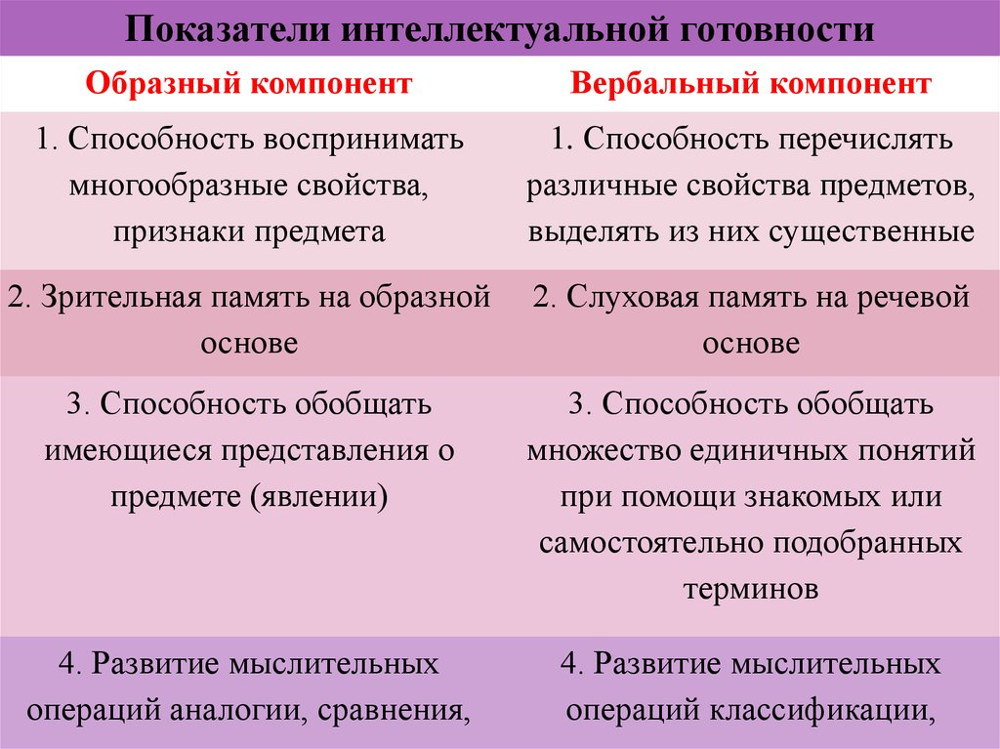 Показатели интеллектуальной готовности
Образный компонент
Вербальный компонент
1. Способность воспринимать
многообразные свойства,
признаки предмета
1. Способность перечислять
различные свойства предметов,
выделять из них существенные
2. Зрительная память на образной
основе
2. Слуховая память на речевой
основе
3. Способность обобщать
имеющиеся представления о
предмете (явлении)
3. Способность обобщать
множество единичных понятий
при помощи знакомых или
самостоятельно подобранных
терминов
4. Развитие мыслительных
операций аналогии, сравнения,
4. Развитие мыслительных
операций классификации,